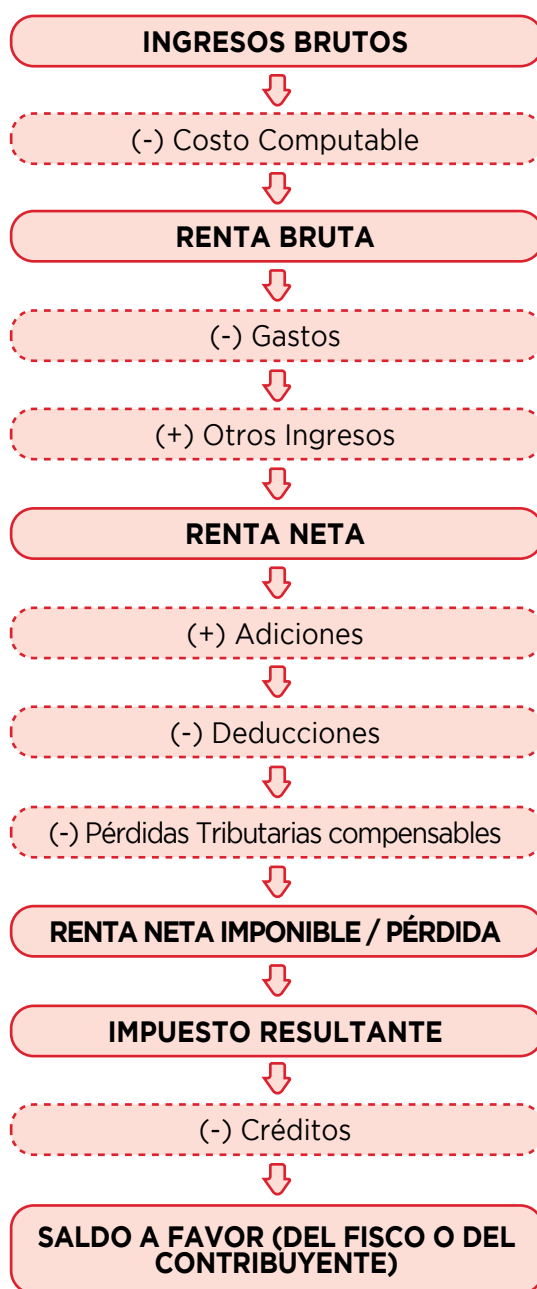 INGRESOS BRUTOS
(-) Costo Computable
RENTA BRUTA
(-) Gastos
(+) Otros Ingresos
RENTA NETA
(+) Adiciones
(-) Deducciones
(-) Pérdidas Tributarias compensables
RENTA NETA IMPONIBLE / PÉRDIDA
IMPUESTO RESULTANTE
(-) Créditos
SALDO A FAVOR (DEL FISCO O DEL
CONTRIBUYENTE)